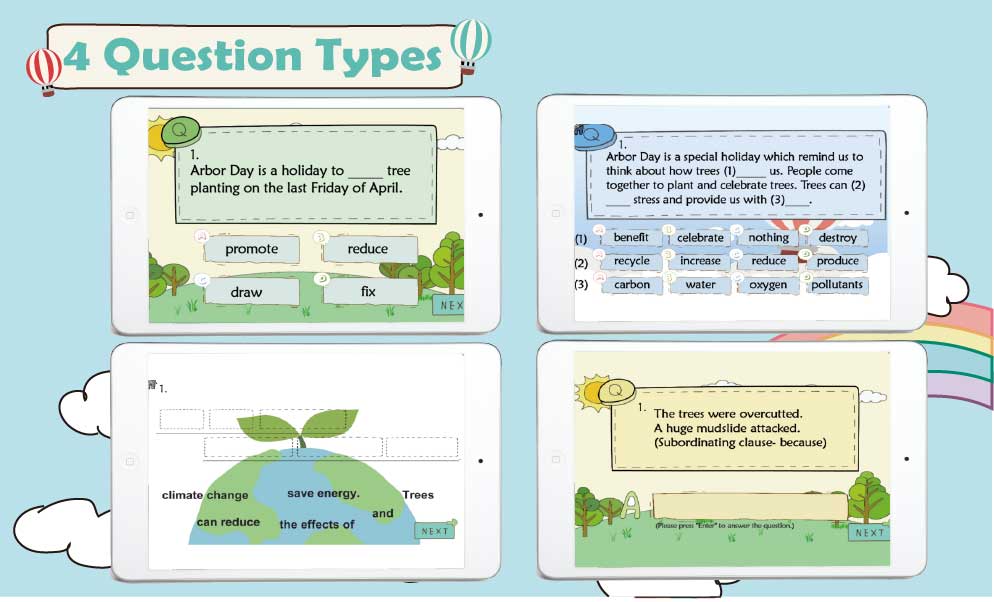 4 Question Types
Q
1.
Arbor Day is a holiday to _____ tree
planting on the last Friday of April.
promote
reduce
draw
fix
NEX
Q
1.
Arbor Day is a special holiday which remind us to
think about how trees (1)_____ us. People come
together to plant and celebrate trees. Trees can (2)
____ stress and provide us with (3)____.
(1) benefit celebrate nothing destroy
(2) recycle increase reduce produce
(3) carbon water oxygen pollutants
1.
climate change save energy. Trees
can reduce the effects of and
NEXT
Q
1. The trees were overcutted.
A huge mudslide attacked.
(Subordinating clause- because)
A
(Please press "Enter" to answer the question.)
NEXT